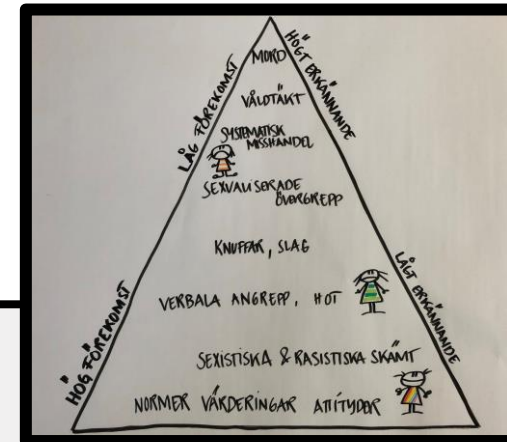 MORD
HÖGT ERKÄNNANDE
LÅG FÖREKOMST
VÅLDTÄKT
SYSTEMATISK
MISSHANDEL
SEXUALISERADE
ÖVERGREPP
KNUFFAR, SLAG
LÅGT ERKÄNNANDE
VERBALA ANGREPP, HOT
HÖG FÖREKOMST
SEXISTISKA & RASISTISKA SKÄMT
NORMER VÄRDERINGAR ATTITYDER